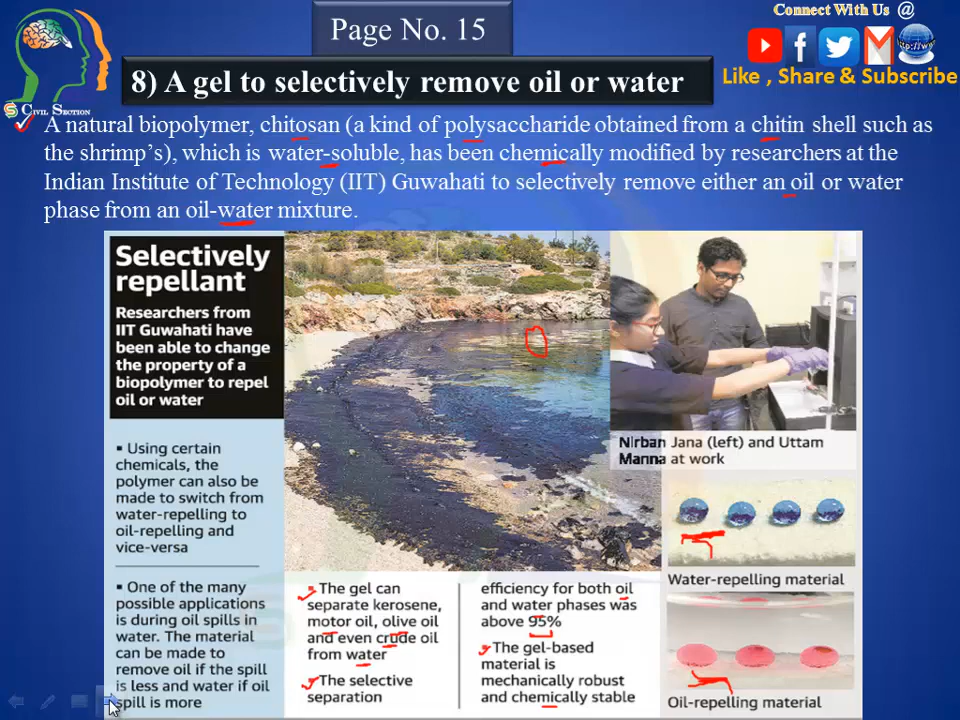 Page No. 15
Connect With Us @
http://www
Like , Share & Subscribe
CIVIL SECTION
8) A gel to selectively remove oil or water
A natural biopolymer, chitosan (a kind of polysaccharide obtained from a chitin shell such as
the shrimp's), which is water-soluble, has been chemically modified by researchers at the
Indian Institute of Technology (IIT) Guwahati to selectively remove either an oil or water
phase from an oil-water mixture.
Selectively
repellant
Researchers from
IIT Guwahati have
been able to change
the property of a
biopolymer to repel
oil or water
▪ Using certain
chemicals, the
polymer can also be
made to switch from
water-repelling to
oil-repelling and
vice-versa
▪ One of the many
possible applications
is during oil spills in
water. The material
can be made to
remove oil if the spill
is less and water if oil
spill is more
▪ The gel can
separate kerosene,
motor oil, olive oil
and even crude oil
from water
▪ The selective
separation
efficiency for both oil
and water phases was
above 95%
▪ The gel-based
material is
mechanically robust
and chemically stable
Nirban Jana (left) and Uttam
Manna at work
Water-repelling material
Oil-repelling material